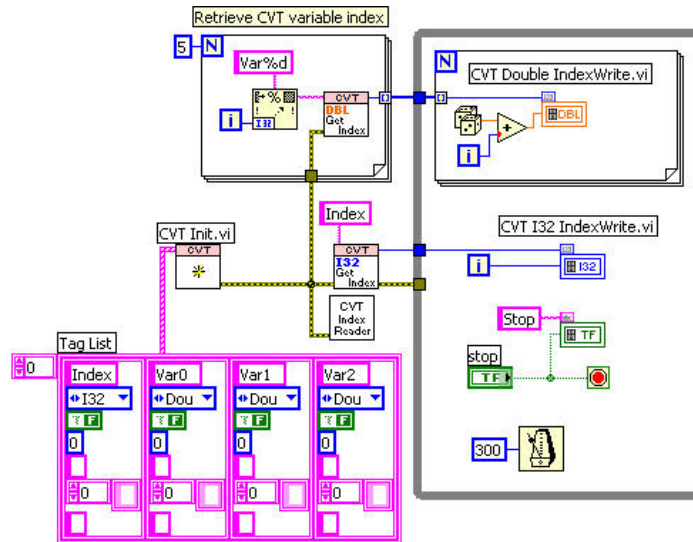 Retrieve CVT variable index
5
N
Var%d
%
i
I32
CVT
DBL
Get
Index
N
CVT Double IndexWrite.vi
i
+
DBL
CVT Init.vi
CVT
Index
CVT
I32
Get
Index
CVT
Index
Reader
CVT I32 IndexWrite.vi
i
I32
Stop
TF
stop
TF
300
Tag List
0
Index
Var0
Var1
Var2
I32
Dou
Dou
Dou
F
F
F
F
0
0
0
0
0
0
0
0